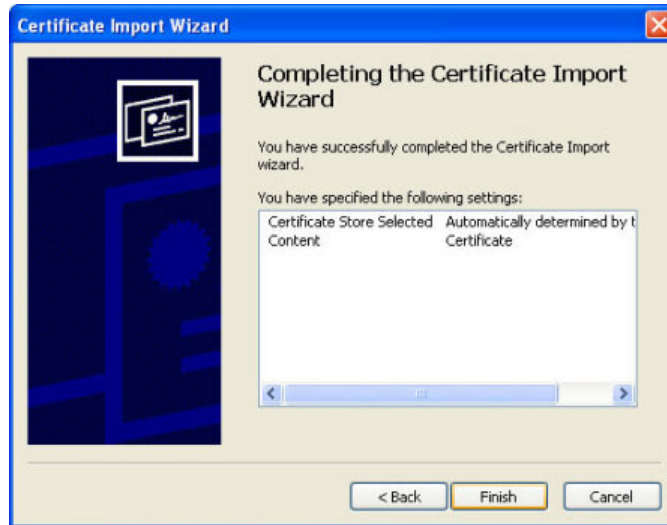 Certificate Import Wizard
Completing the Certificate Import
Wizard
You have successfully completed the Certificate Import
wizard.
You have specified the following settings:
Certificate Store Selected Automatically determined by t
Content Certificate
< Back Finish Cancel